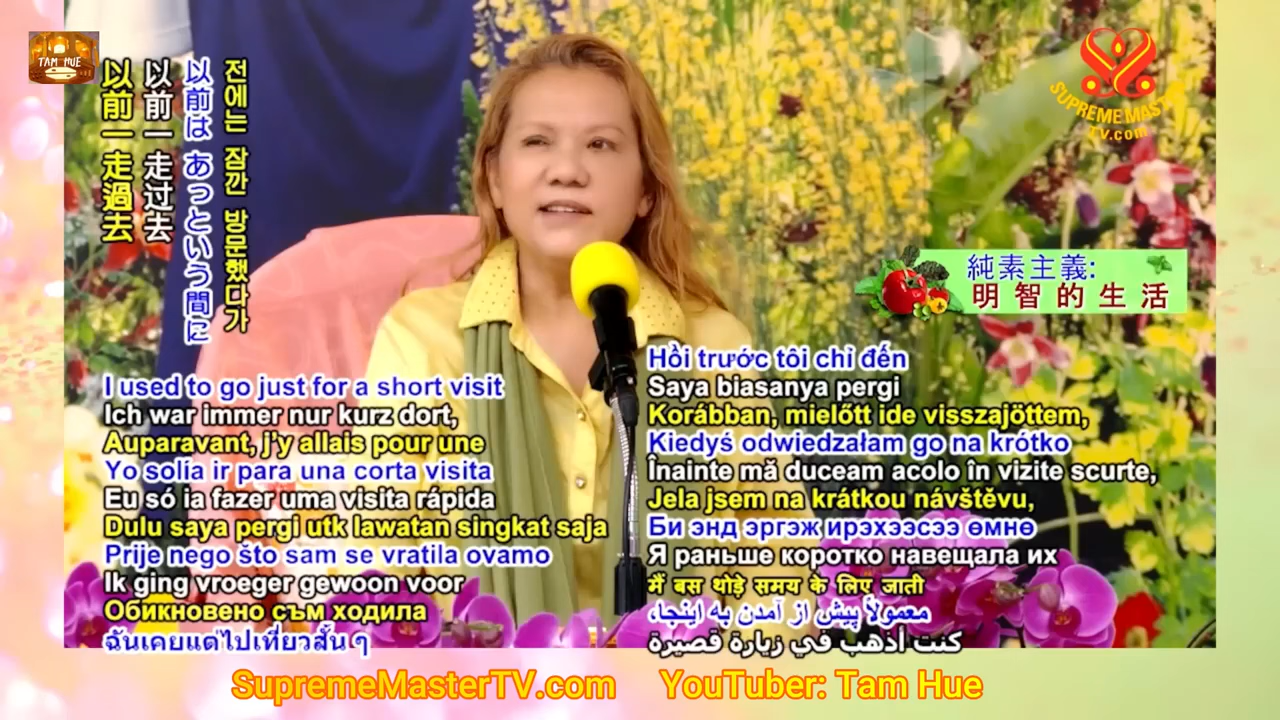 TAM HUE
以前一走過去
以前一走过去
以前は あっという間に
전에는 잠깐 방문했다가
SUPREME MASTER
TV.com
純素主義:
明智的生活
I used to go just for a short visit
Ich war immer nur kurz dort,
Auparavant, j'y allais pour une
Yo solía ir para una corta visita
Eu só ia fazer uma visita rápida
Dulu saya pergi utk lawatan singkat saja
Prije nego što sam se vratila ovamo
Ik ging vroeger gewoon voor
Обикновено съм ходила
ฉันเคยแต่ไปเที่ยวสั้น ๆ
Hồi trước tôi chỉ đến
Saya biasanya pergi
Korábban, mielőtt ide visszajöttem,
Kiedyś odwiedzałam go na krótko
Înainte mă duceam acolo în vizite scurte,
Jela jsem na krátkou návštěvu,
Би энд эргэж ирэхээсээ өмнө
Я раньше коротко навещала их
मैं बस थोड़े समय के लिए जाती
معمولاً پیش از آمدن به اینجا،
كنت أذهب في زيارة قصيرة
SupremeMasterTV.com YouTuber: Tam Hue